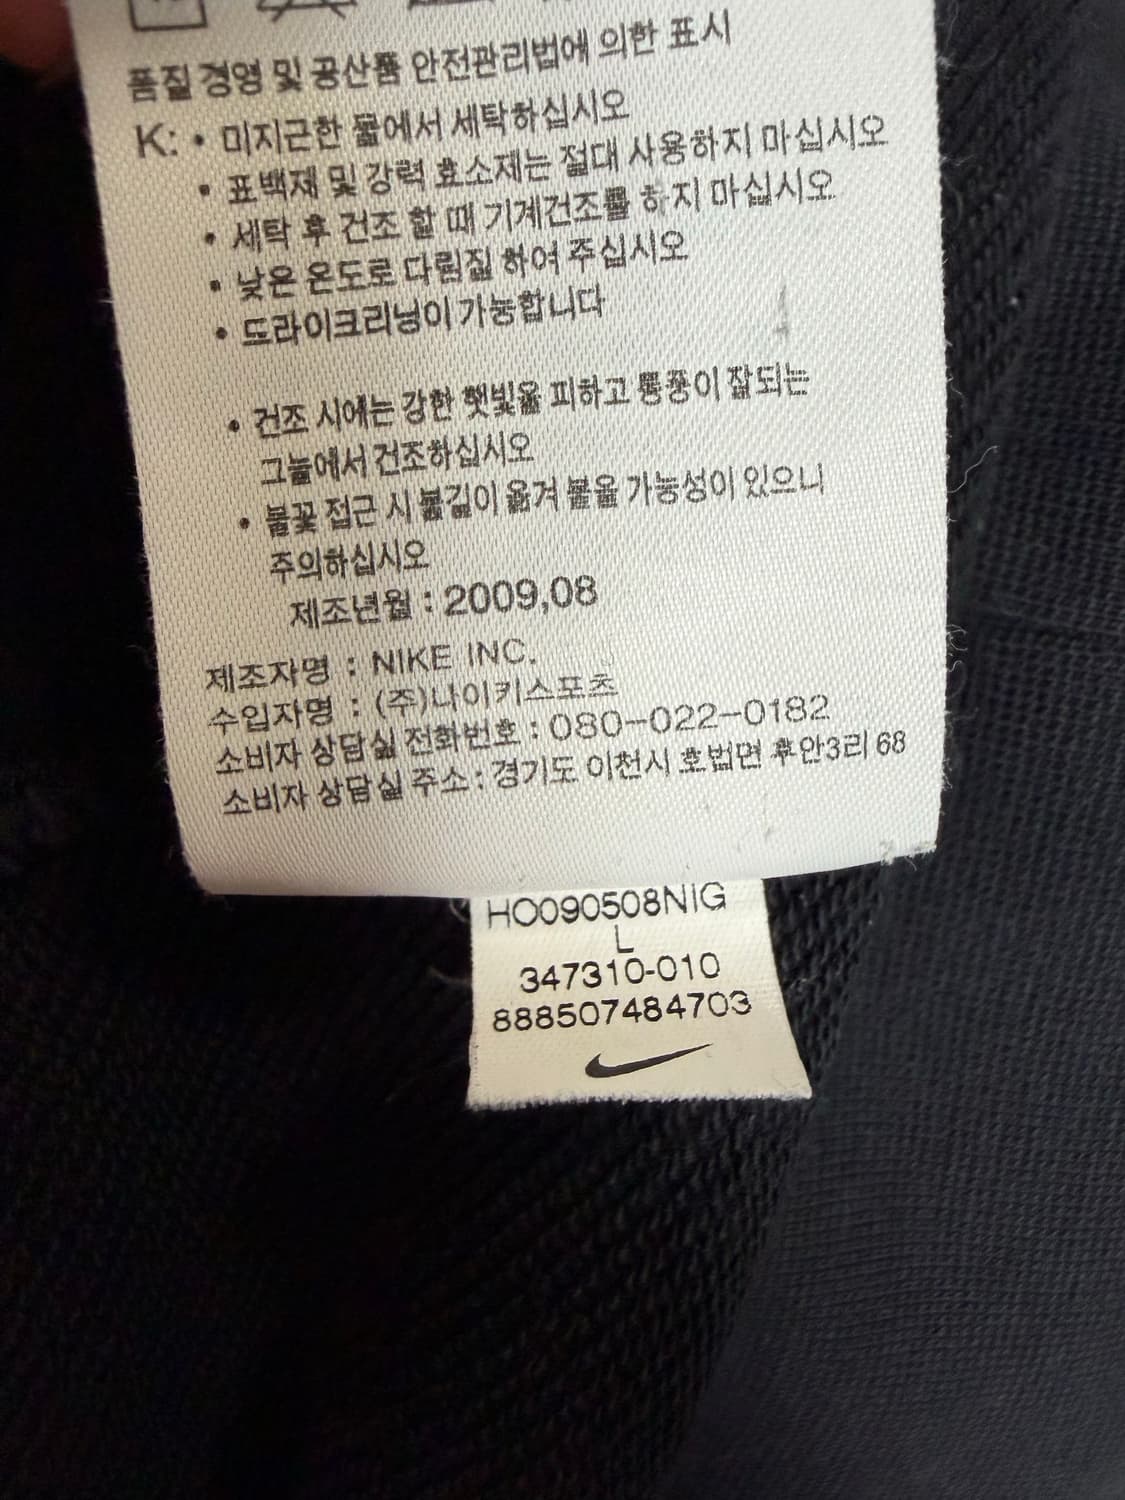 품질 경영 및 공산품 안전관리법에 의한 표시
K: • 미지근한 물에서 세탁하십시오
• 표백제 및 강력 효소제는 절대 사용하지 마십시오
• 세탁 후 건조 할 때 기계건조를 하지 마십시오
• 낮은 온도로 다림질 하여 주십시오
• 드라이크리닝이 가능합니다
• 건조 시에는 강한 햇빛을 피하고 통풍이 잘되는
그늘에서 건조하십시오
• 불꽃 접근 시 불길이 옮겨 붙을 가능성이 있으니
주의하십시오
제조년월 : 2009,08
제조자명 : NIKE INC.
수입자명 : (주)나이키스포츠
소비자 상담실 전화번호 : 080-022-0182
소비자 상담실 주소 : 경기도 이천시 호법면 후안3리 68
HO090508NIG
L
347310-010
888507484703